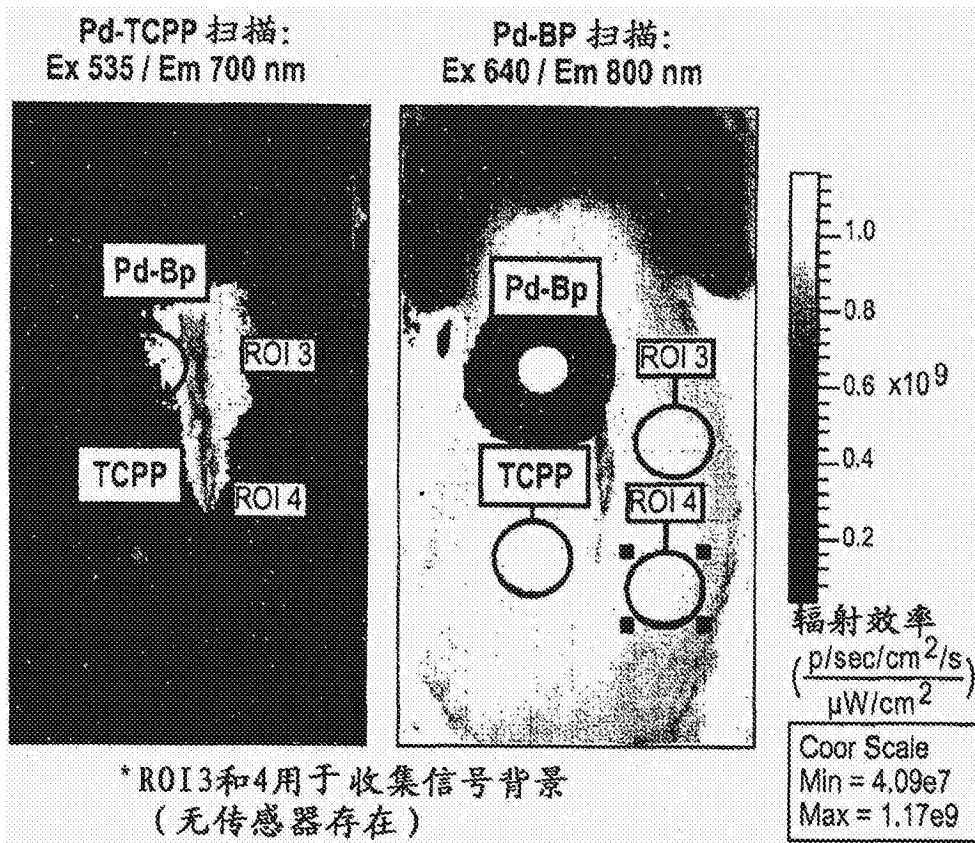 Pd-TCPP 扫描:
Ex 535 / Em 700 nm
Pd-BP 扫描:
Ex 640 / Em 800 nm
Pd-Bp
ROI 3
TCPP
ROI 4
Pd-Bp
ROI 3
TCPP
ROI 4
1.0
0.8
0.6 x10^9
0.4
0.2
辐射效率
(p/sec/cm²/s
μW/cm²)
Coor Scale
Min = 4.09e7
Max = 1.17e9
*ROI3和4用于收集信号背景
(无传感器存在)